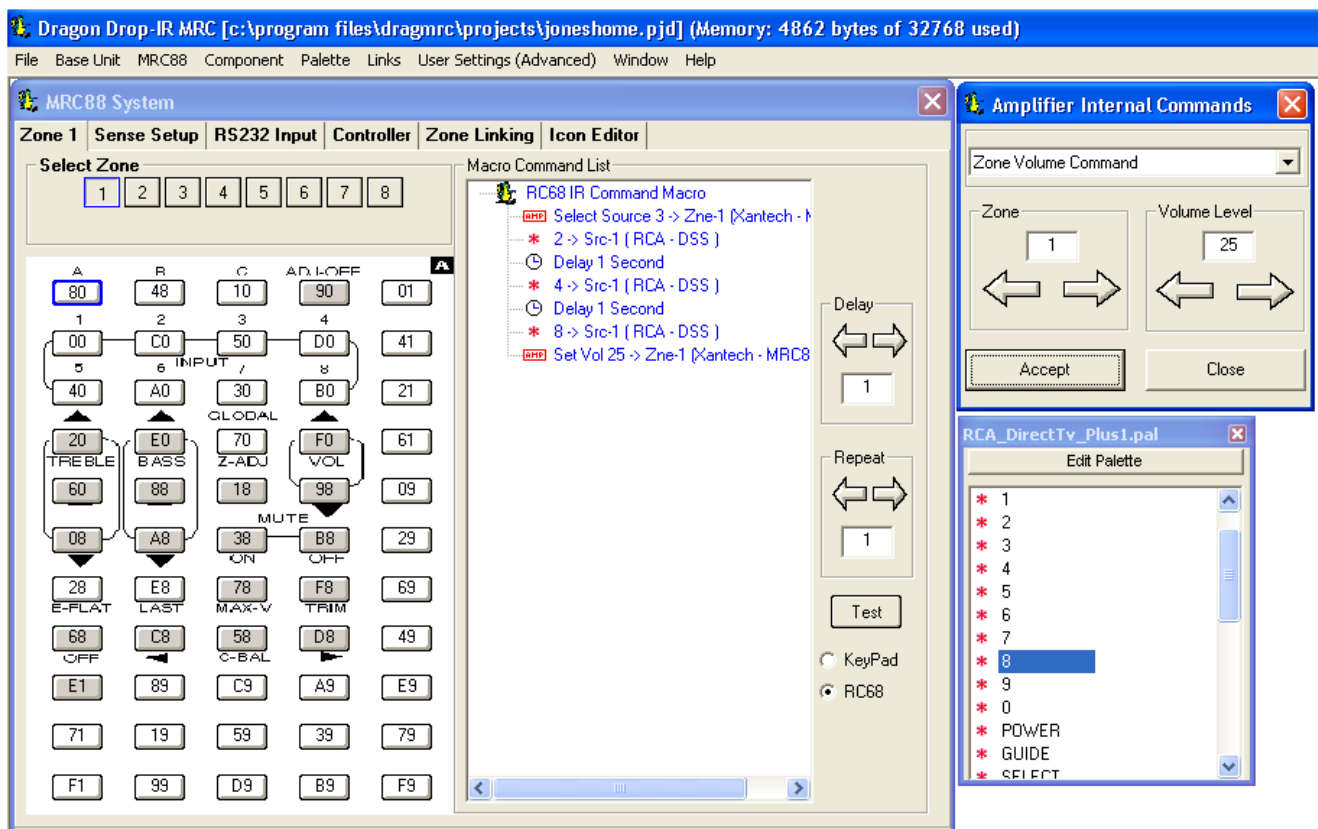 Dragon Drop-IR MRC [c:\program files\dragmrc\projects\joneshome.pjd] (Memory: 4862 bytes of 32768 used)
File Base Unit MRC88 Component Palette Links User Settings (Advanced) Window Help
MRC88 System
Zone 1 Sense Setup RS232 Input Controller Zone Linking Icon Editor
Select Zone
1 2 3 4 5 6 7 8
A
A B C ADJ-OFF
80 48 10 90 01
1 2 3 4
00 C0 50 D0 41
INPUT
5 6 7 8
40 A0 30 B0 21
GLOBAL
20 E0 70 F0 61
TREBLE BASS Z-ADJ VOL
60 88 18 98 09
MUTE
08 A8 38 B8 29
ON OFF
28 E8 78 F8 69
E-FLAT LAST MAX-V TRIM
68 C8 58 D8 49
OFF C-BAL
E1 89 C9 A9 E9
71 19 59 39 79
F1 99 D9 B9 F9
Macro Command List
RC68 IR Command Macro
AMP Select Source 3 -> Zne-1 (Xantech - M
* 2 -> Src-1 ( RCA - DSS )
Delay 1 Second
* 4 -> Src-1 ( RCA - DSS )
Delay 1 Second
* 8 -> Src-1 ( RCA - DSS )
AMP Set Vol 25 -> Zne-1 (Xantech - MRC8
Delay
1
Repeat
1
Test
KeyPad
RC68
Amplifier Internal Commands
Zone Volume Command
Zone Volume Level
1 25
Accept Close
RCA_DirectTv_Plus1.pal
Edit Palette
* 1
* 2
* 3
* 4
* 5
* 6
* 7
* 8
* 9
* 0
* POWER
* GUIDE
* SELECT